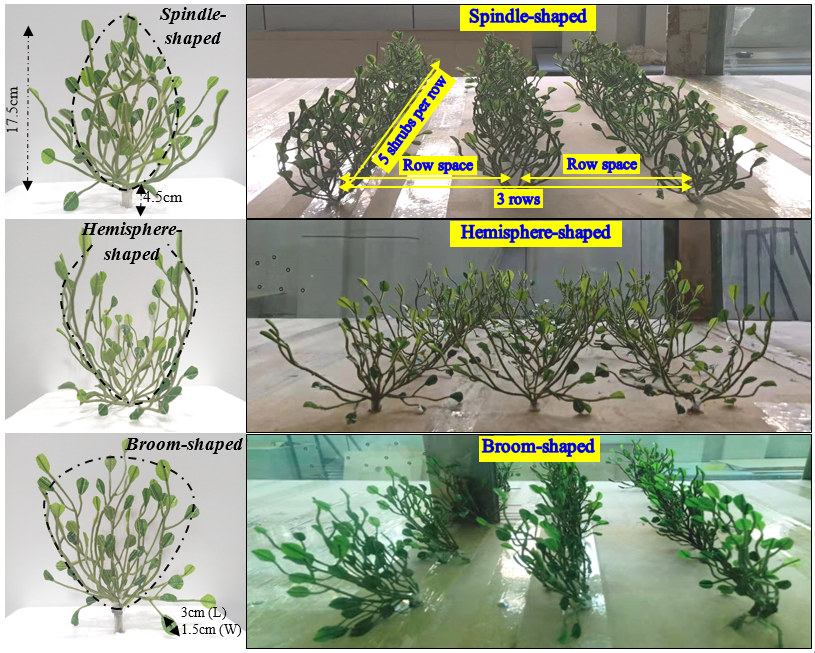 Spindle-
shaped
17.5cm
4.5cm
Spindle-shaped
5 shrubs per row
Row space
Row space
3 rows
Hemisphere-
shaped
Hemisphere-shaped
Broom-shaped
3cm (L)
1.5cm (W)
Broom-shaped